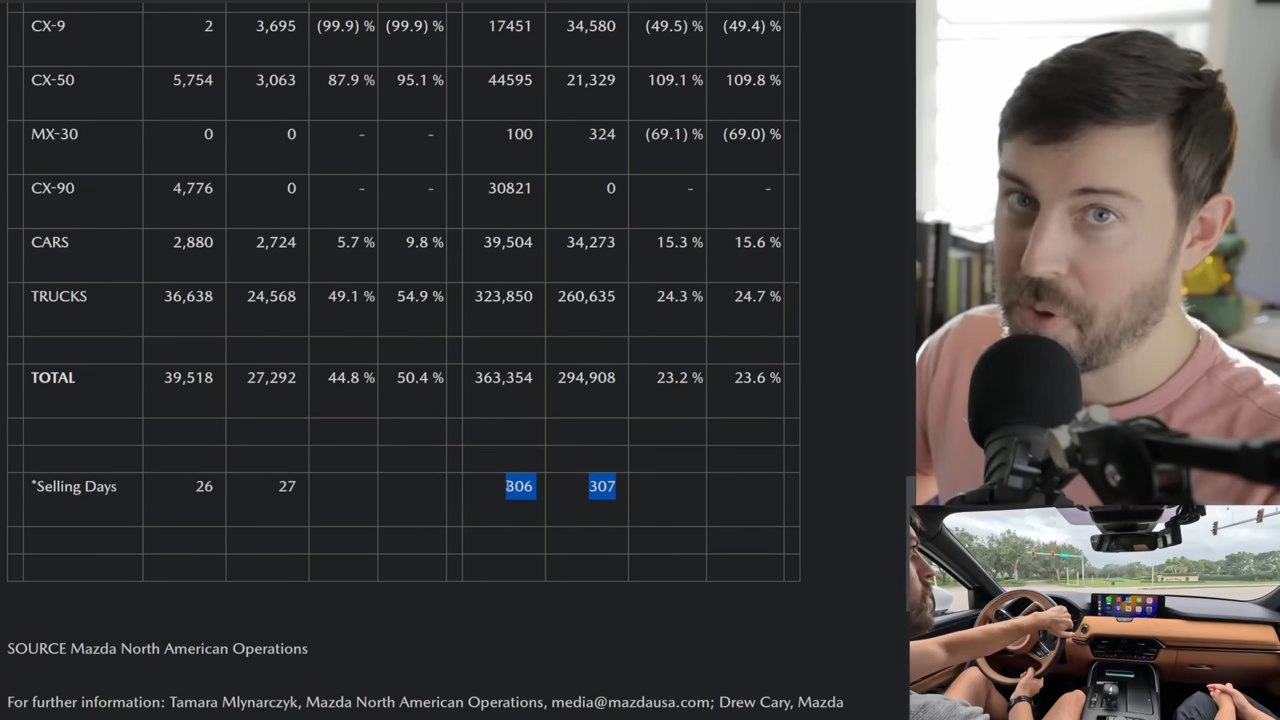 CX-9 2 3,695 (99.9) % (99.9) % 17451 34,580 (49.5) % (49.4) %
CX-50 5,754 3,063 87.9 % 95.1 % 44595 21,329 109.1 % 109.8 %
MX-30 0 0 - - 100 324 (69.1) % (69.0) %
CX-90 4,776 0 - - 30821 0 - -
CARS 2,880 2,724 5.7 % 9.8 % 39,504 34,273 15.3 % 15.6 %
TRUCKS 36,638 24,568 49.1 % 54.9 % 323,850 260,635 24.3 % 24.7 %
TOTAL 39,518 27,292 44.8 % 50.4 % 363,354 294,908 23.2 % 23.6 %
*Selling Days 26 27 306 307
SOURCE Mazda North American Operations
For further information: Tamara Mlynarczyk, Mazda North American Operations, media@mazdausa.com; Drew Cary, Mazda